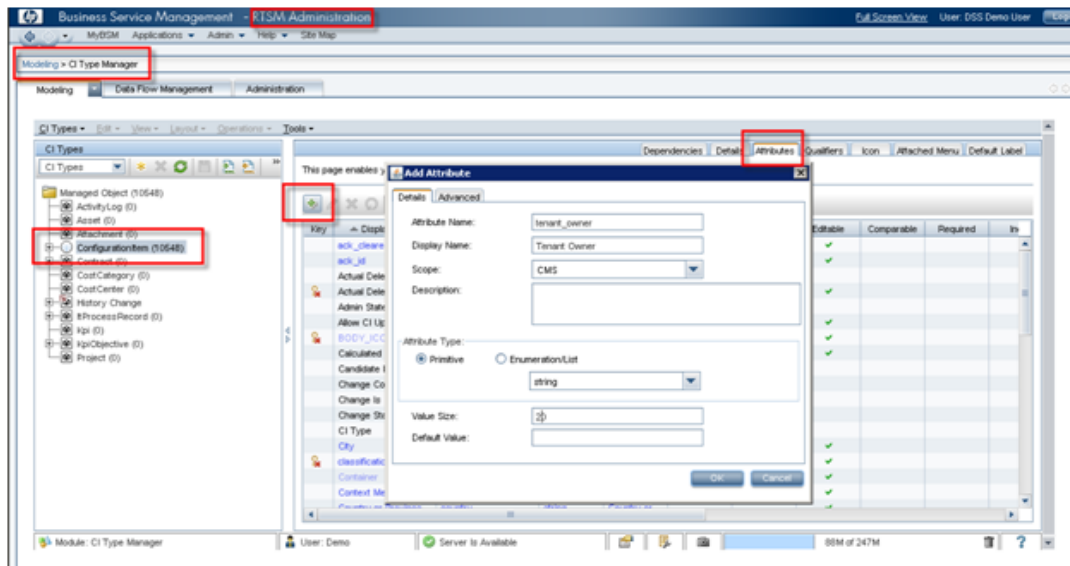 Business Service Management - RTSM Administration
Full Screen View User: DSS Demo User
MyBSM Applications Admin Help Site Map
Modeling > CI Type Manager
Modeling Data Flow Management Administration
CI Types Edit View Layout Operations Tools
CI Types
Dependencies Details Attributes Qualifiers Icon Attached Menu Default Label
CI Types
This page enables
Add Attribute
Details Advanced
Managed Object (10548)
ActivityLog (0)
Asset (0)
Attachment (0)
ConfigurationItem (10548)
Contract (0)
CostCategory (0)
CostCenter (0)
History Change
ItProcessRecord (0)
Kpi (0)
KpiObjective (0)
Project (0)
Key Editable Comparable Required
ack_cleare
ack_id
Actual Dele
Actual Dele
Admin State
Allow CI Up
BODY_ICO
Calculated
Candidate
Change Co
Change Is
Change Sto
CI Type
City
classificatio
Container
Context Me
Attribute Name: tenant_owner
Display Name: Tenant Owner
Scope: CMS
Description:
Attribute Type:
Primitive Enumeration/List
string
Value Size: 20
Default Value:
OK Cancel
Module: CI Type Manager User: Demo Server Is Available 88M of 247M